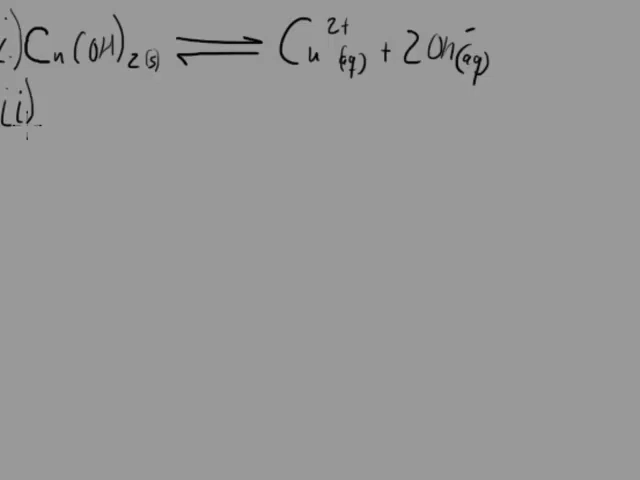 i.) Cu(OH)₂(s) ⇌ Cu²⁺(aq) + 2OH⁻(aq)
ii)